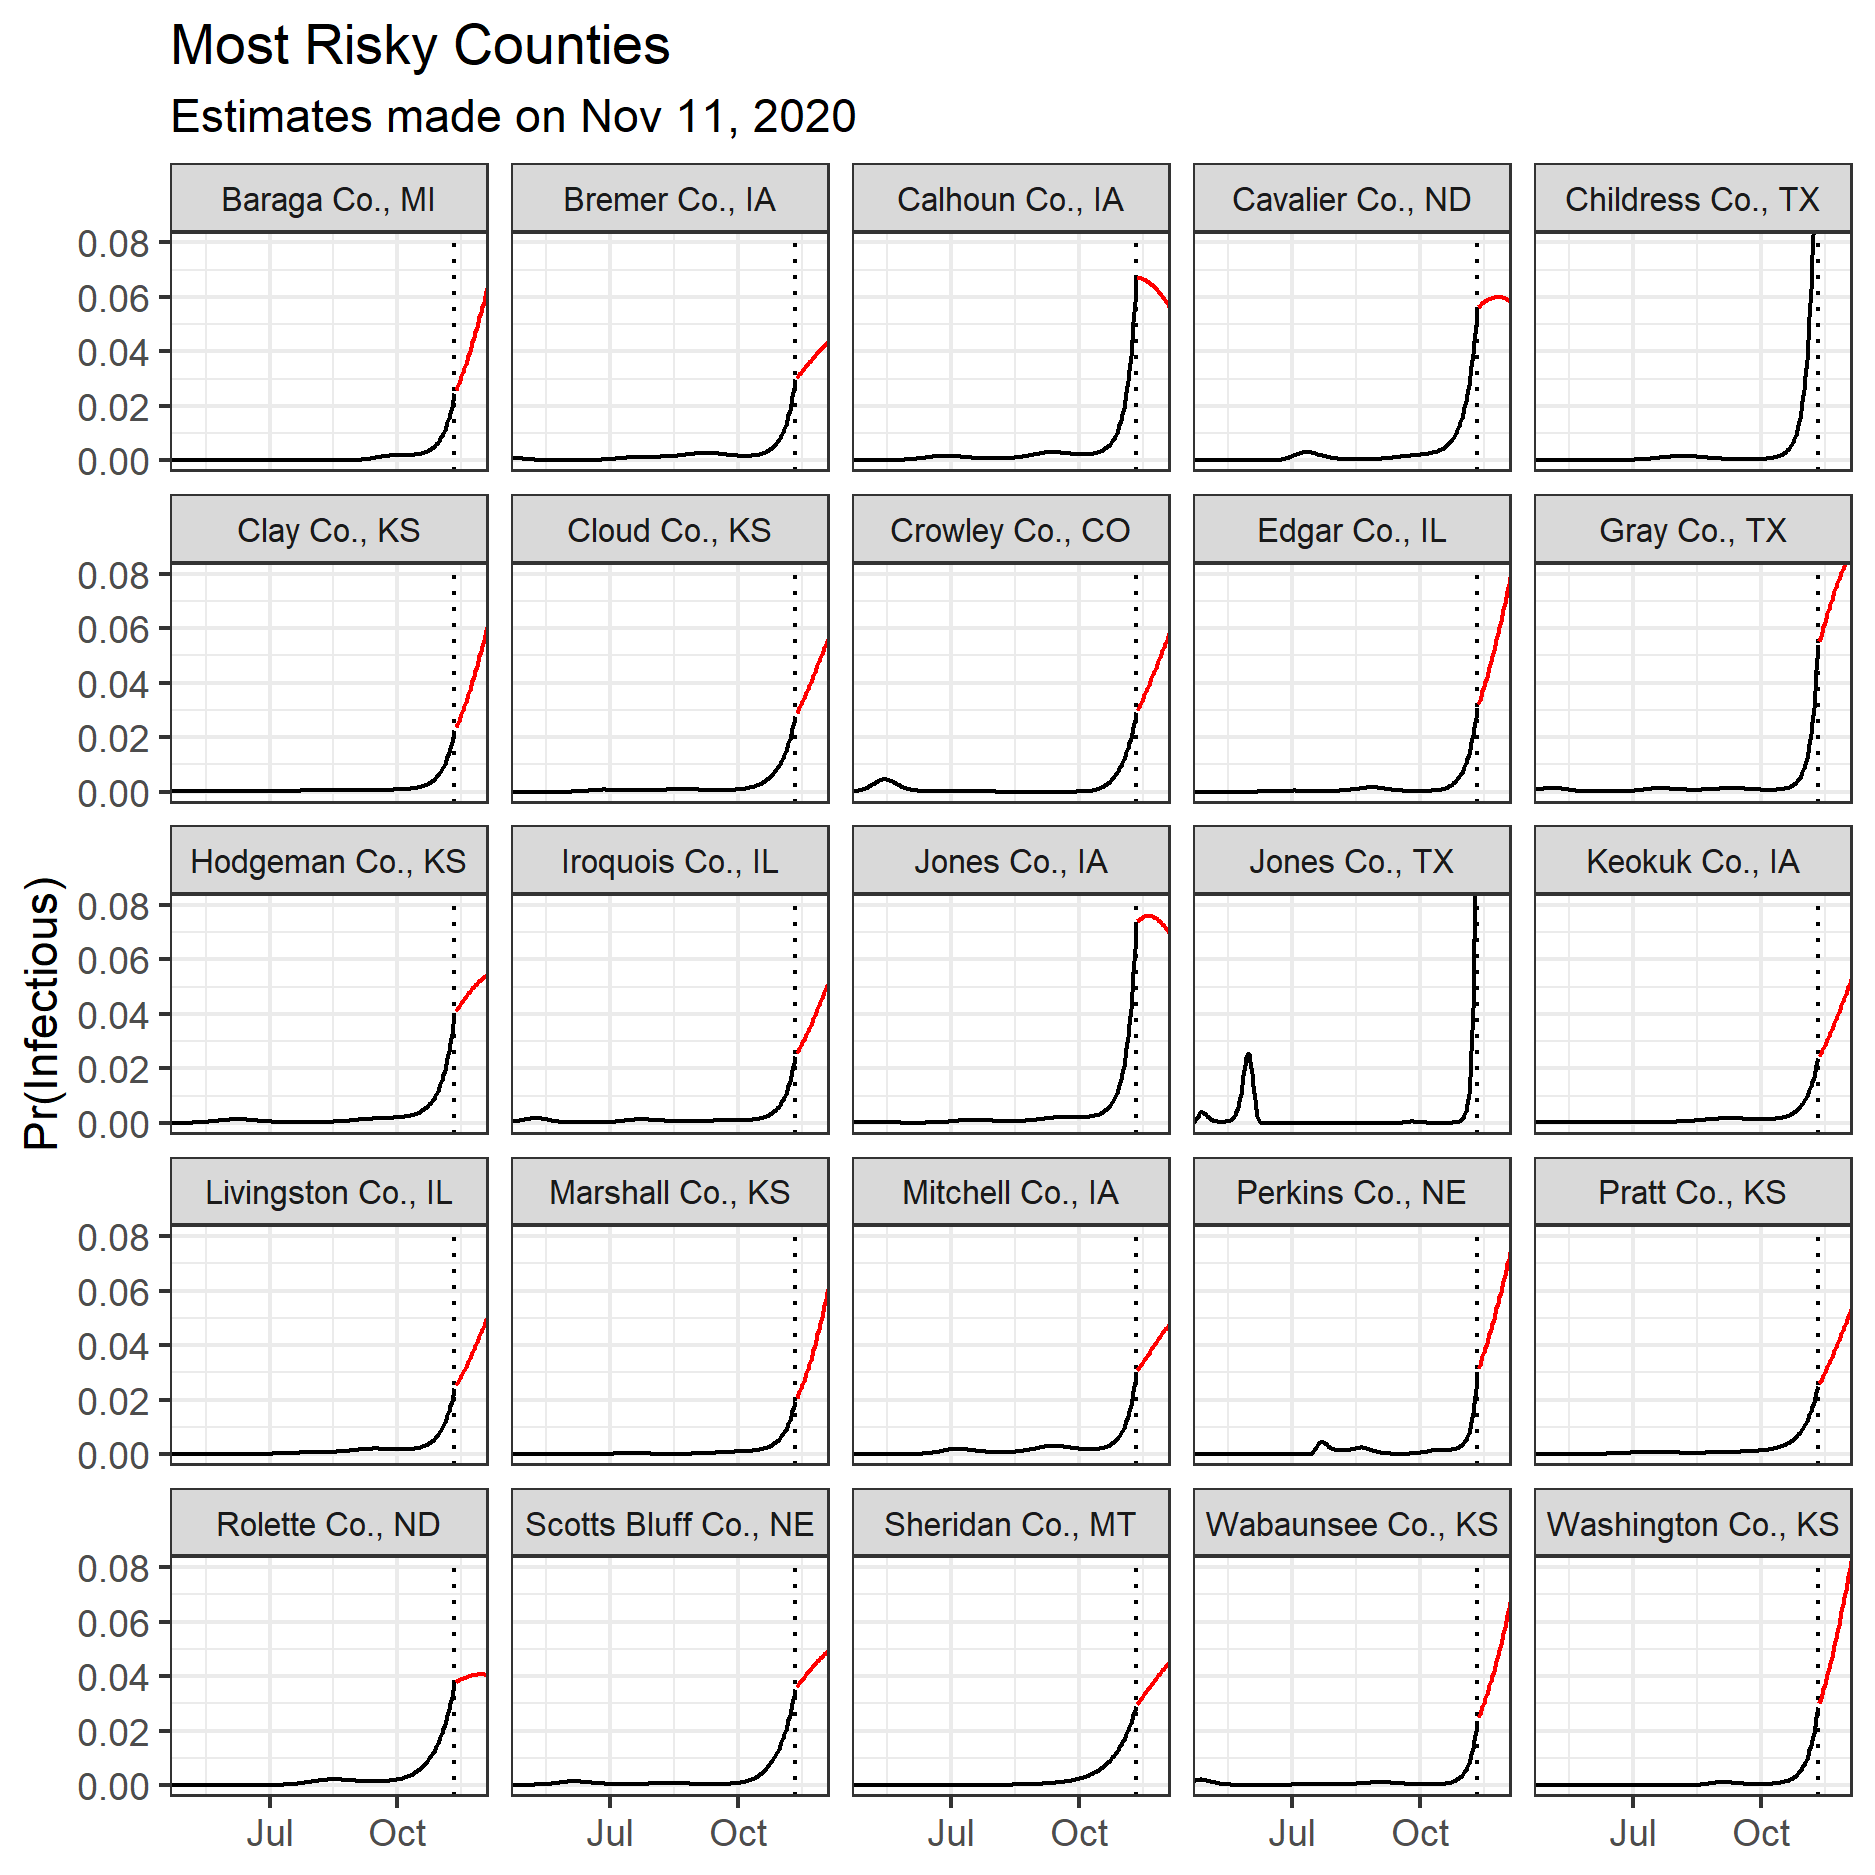 Most Risky Counties
Estimates made on Nov 11, 2020
Baraga Co., MI
Bremer Co., IA
Calhoun Co., IA
Cavalier Co., ND
Childress Co., TX
0.08
0.06
0.04
0.02
0.00
Clay Co., KS
Cloud Co., KS
Crowley Co., CO
Edgar Co., IL
Gray Co., TX
0.08
0.06
0.04
0.02
0.00
Pr(Infectious)
Hodgeman Co., KS
Iroquois Co., IL
Jones Co., IA
Jones Co., TX
Keokuk Co., IA
0.08
0.06
0.04
0.02
0.00
Livingston Co., IL
Marshall Co., KS
Mitchell Co., IA
Perkins Co., NE
Pratt Co., KS
0.08
0.06
0.04
0.02
0.00
Rolette Co., ND
Scotts Bluff Co., NE
Sheridan Co., MT
Wabaunsee Co., KS
Washington Co., KS
0.08
0.06
0.04
0.02
0.00
Jul Oct
Jul Oct
Jul Oct
Jul Oct
Jul Oct